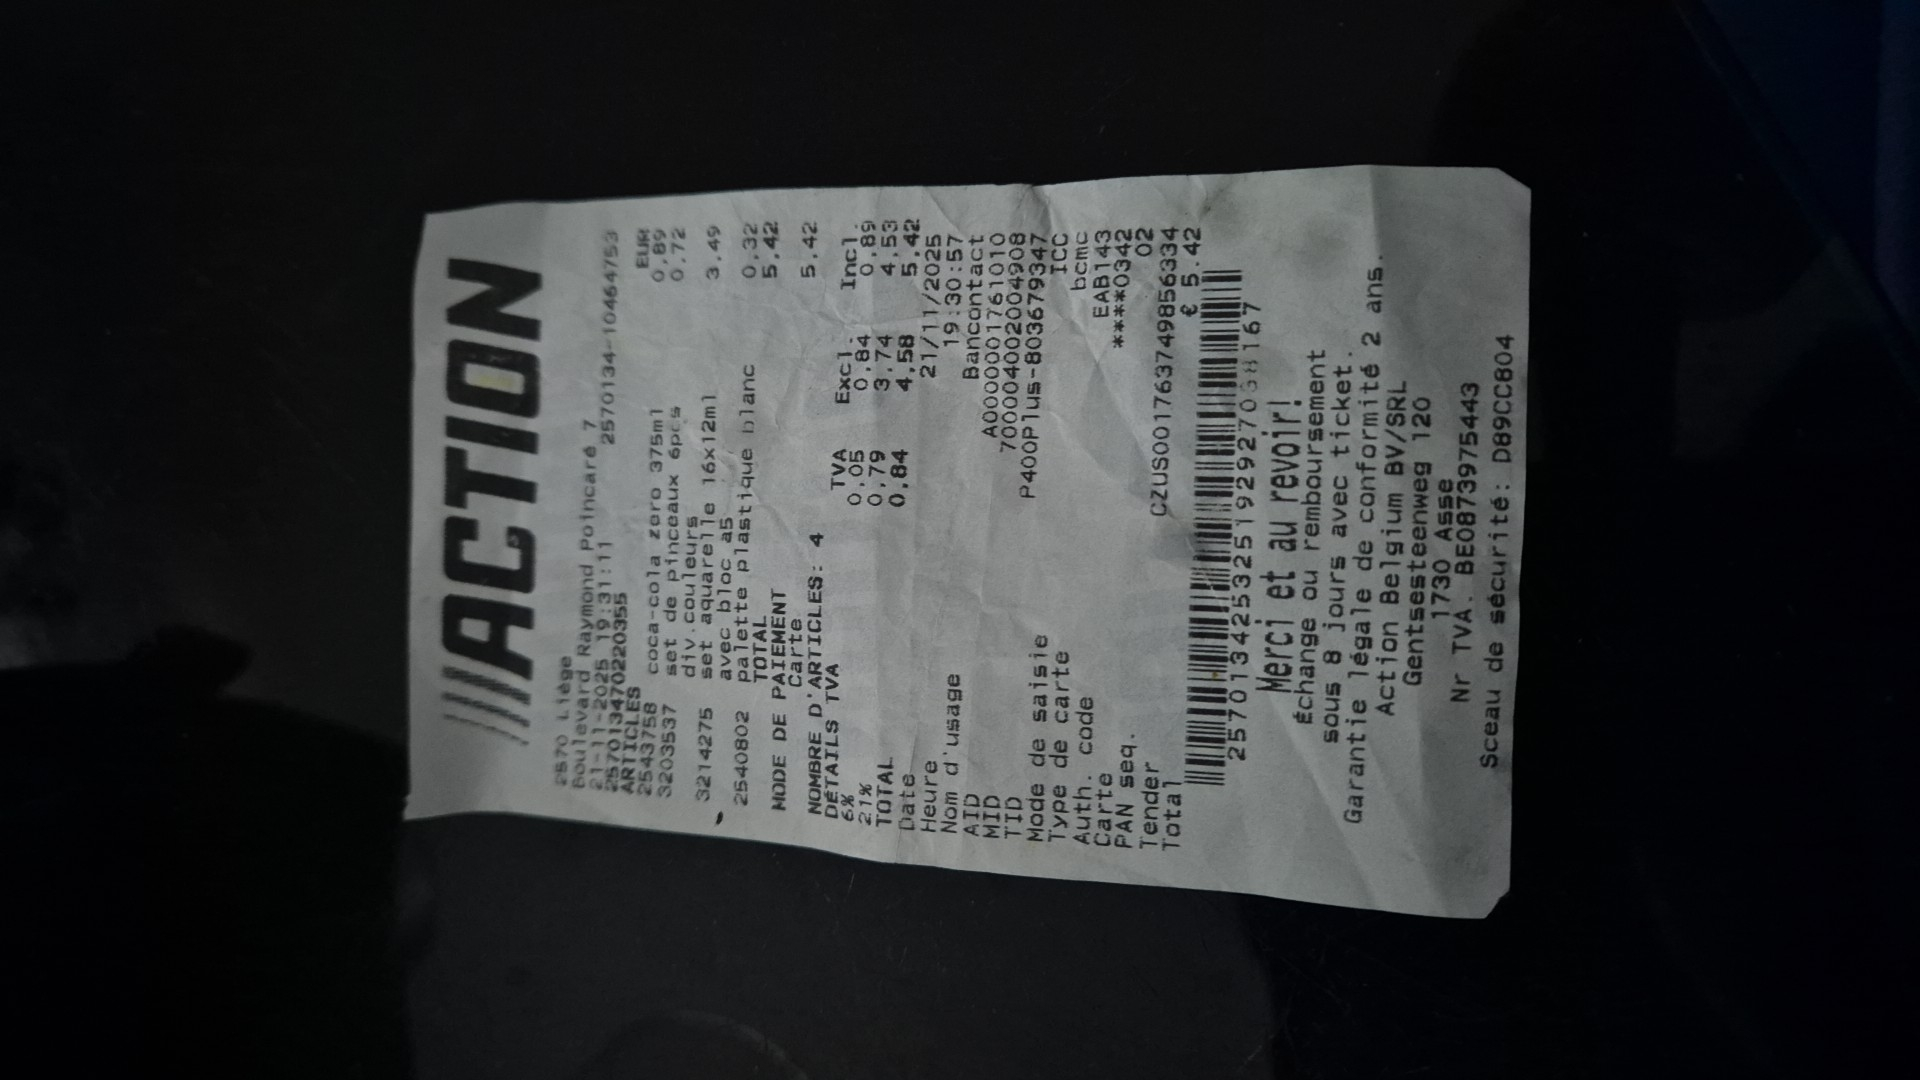 ACTION
2570 Liège
Boulevard Raymond Poincaré 7
21-11-2025 19:31:11 2570134-10464753
257013470220355
ARTICLES EUR
2543758 coca-cola zero 375ml 0,89
3203537 set de pinceaux 6pcs 0,72
div.couleurs
3214275 set aquarelle 16x12ml 3,49
avec bloc a5
2540802 palette plastique blanc 0,32
TOTAL 5,42
MODE DE PAIEMENT
Carte 5,42
NOMBRE D'ARTICLES: 4
DÉTAILS TVA TVA Excl. Incl.
6% 0,05 0,84 0,89
21% 0,79 3,74 4,53
TOTAL 0,84 4,58 5,42
Date 21/11/2025
Heure 19:30:57
Nom d'usage Bancontact
AID A0000001761010
MID 700004002004908
TID P400Plus-803679347
Mode de saisie ICC
Type de carte bcmc
Auth. code EAB143
Carte ****0342
PAN seq. 02
Tender CZUS001763749856334
Total € 5.42
Merci et au revoir!
Échange ou remboursement
sous 8 jours avec ticket.
Garantie légale de conformité 2 ans.
Action Belgium BV/SRL
Gentsesteenweg 120
1730 Asse
Nr TVA. BE0873975443
Sceau de sécurité: D89CC804